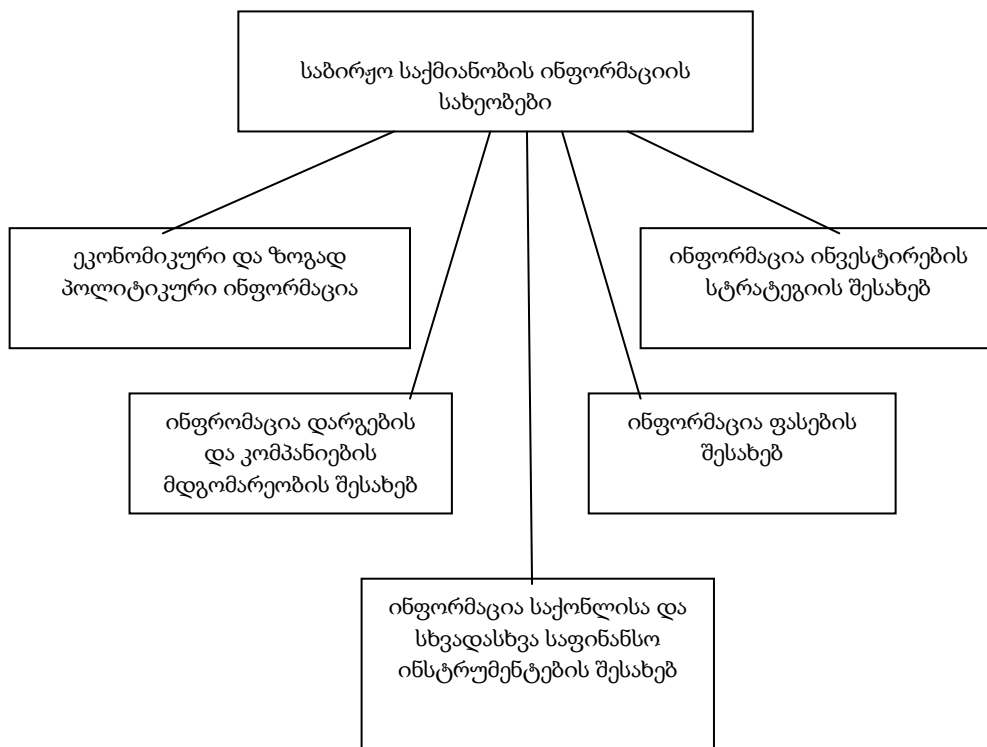 საბირჟო საქმიანობის ინფორმაციის
სახეობები
ეკონომიკური და ზოგად
პოლიტიკური ინფორმაცია
ინფორმაცია ინვესტირების
სტრატეგიის შესახებ
ინფრომაცია დარგების
და კომპანიების
მდგომარეობის შესახებ
ინფორმაცია ფასების
შესახებ
ინფორმაცია საქონლისა და
სხვადასხვა საფინანსო
ინსტრუმენტების შესახებ